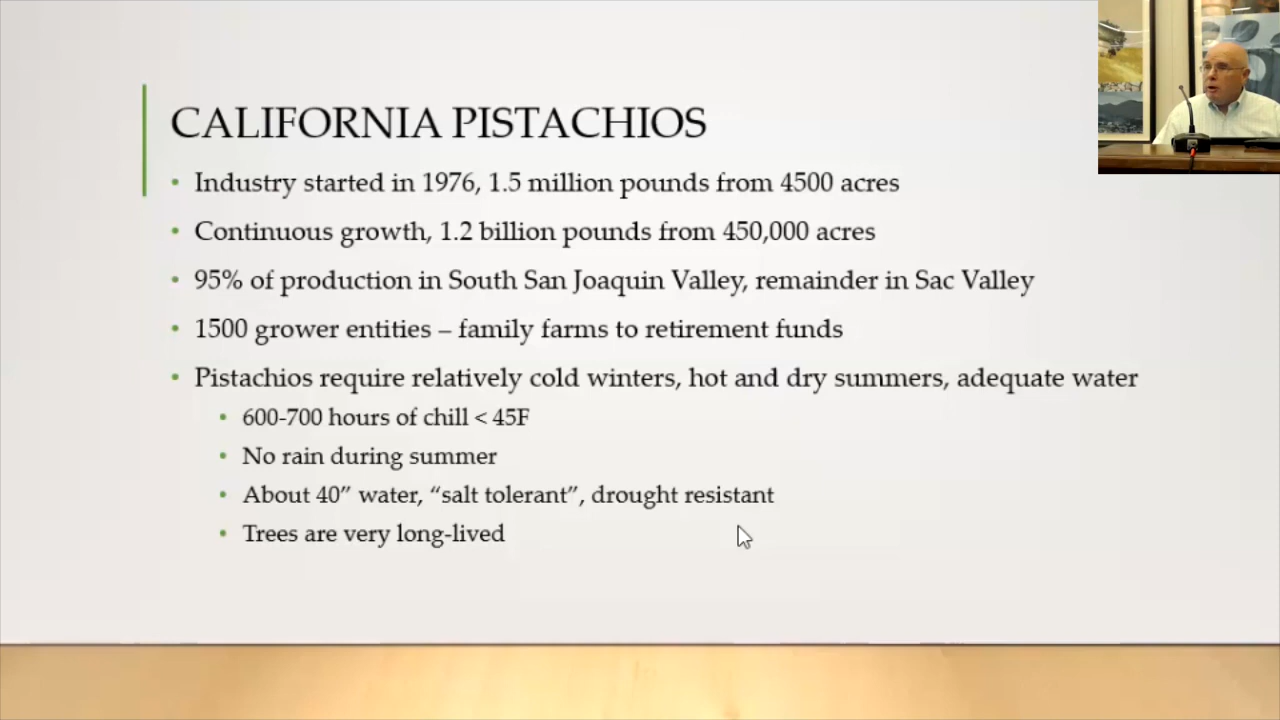 CALIFORNIA PISTACHIOS
• Industry started in 1976, 1.5 million pounds from 4500 acres
• Continuous growth, 1.2 billion pounds from 450,000 acres
• 95% of production in South San Joaquin Valley, remainder in Sac Valley
• 1500 grower entities – family farms to retirement funds
• Pistachios require relatively cold winters, hot and dry summers, adequate water
• 600-700 hours of chill < 45F
• No rain during summer
• About 40” water, “salt tolerant”, drought resistant
• Trees are very long-lived